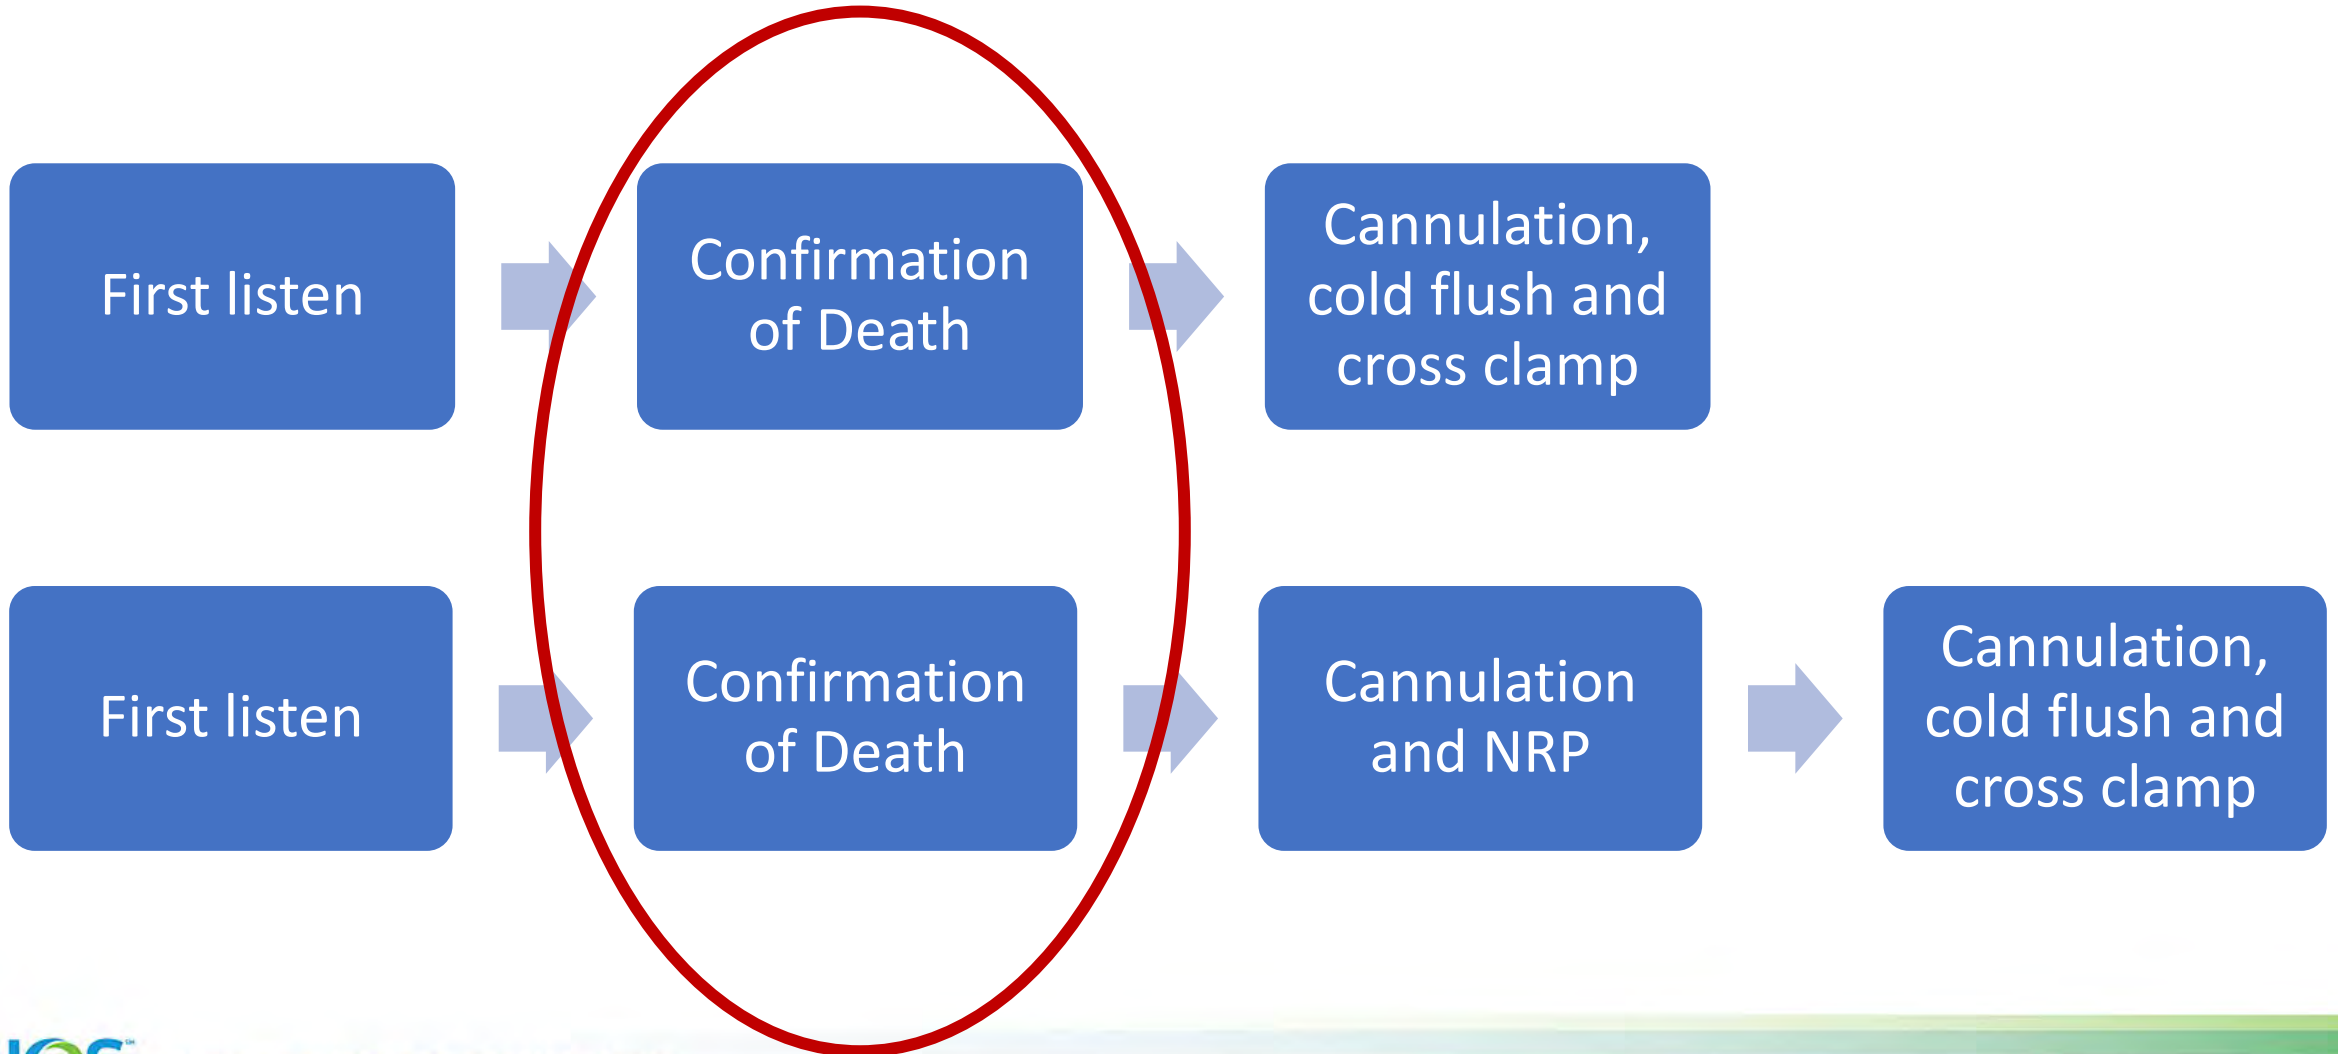 First listen
Confirmation
of Death
Cannulation,
cold flush and
cross clamp
First listen
Confirmation
of Death
Cannulation
and NRP
Cannulation,
cold flush and
cross clamp